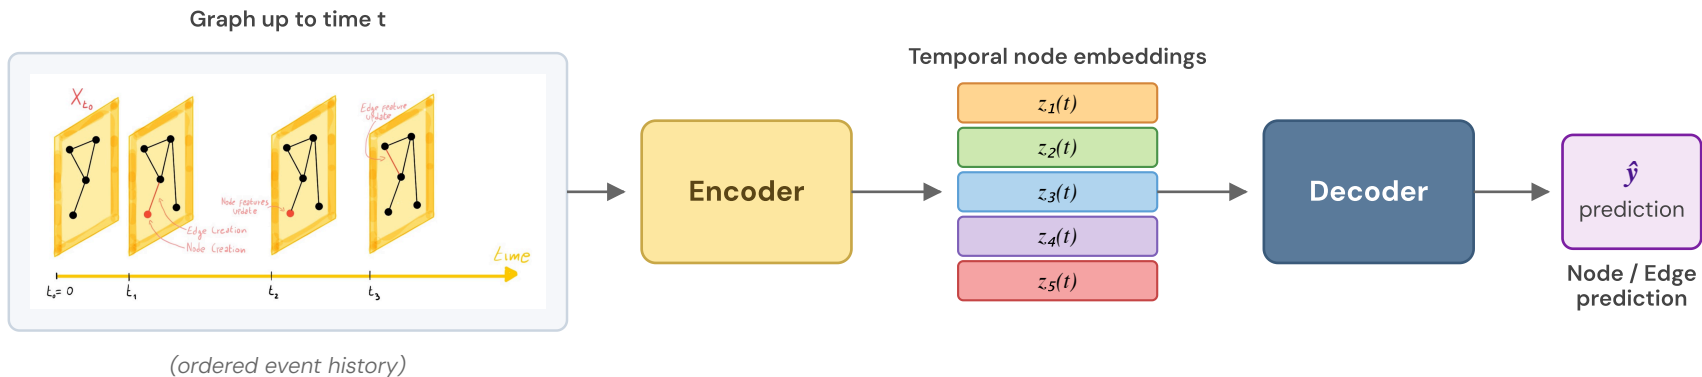 Graph up to time t
X t₀
Edge feature
update
Node features
update
Edge Creation
Node Creation
time
t₀= 0
t₁
t₂
t₃
(ordered event history)
Encoder
Temporal node embeddings
z₁(t)
z₂(t)
z₃(t)
z₄(t)
z₅(t)
Decoder
ŷ
prediction
Node / Edge
prediction